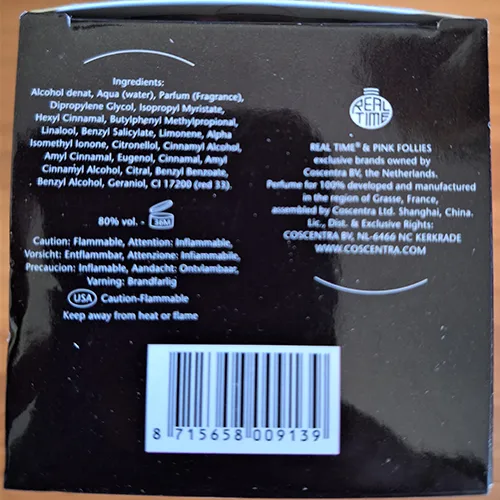 Ingredients:
Alcohol denat, Aqua (water), Parfum (Fragrance),
Dipropylene Glycol, Isopropyl Myristate,
Hexyl Cinnamal, Butylphenyl Methylpropional,
Linalool, Benzyl Salicylate, Limonene, Alpha
Isomethyl Ionone, Citronellol, Cinnamyl Alcohol,
Amyl Cinnamal, Eugenol, Cinnamal, Amyl
Cinnamyl Alcohol, Citral, Benzyl Benzoate,
Benzyl Alcohol, Geraniol, CI 17200 (red 33).
80% vol. - 36M
Caution: Flammable, Attention: Inflammable,
Vorsicht: Entflammbar, Attenzione: Infiammabile,
Precaucion: Inflamable, Aandacht: Ontvlambaar,
Varning: Brandfarlig
USA Caution-Flammable
Keep away from heat or flame
REAL
TIME
REAL TIME® & PINK FOLLIES
exclusive brands owned by
Coscentra BV, the Netherlands.
Perfume for 100% developed and manufactured
in the region of Grasse, France,
assembled by Coscentra Ltd. Shanghai, China.
Lic., Dist. & Exclusive Rights:
COSCENTRA BV, NL-6466 NC KERKRADE
WWW.COSCENTRA.COM
8 715658 009139